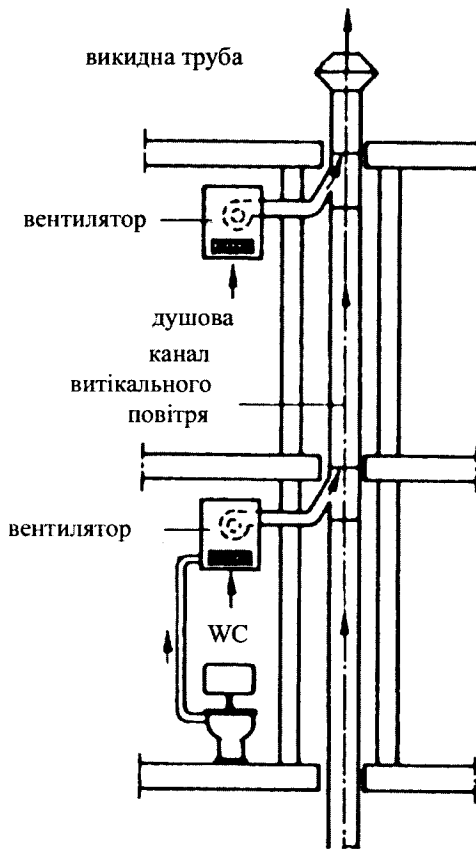 викидна труба
вентилятор
душова
канал
витікального
повітря
вентилятор
WC